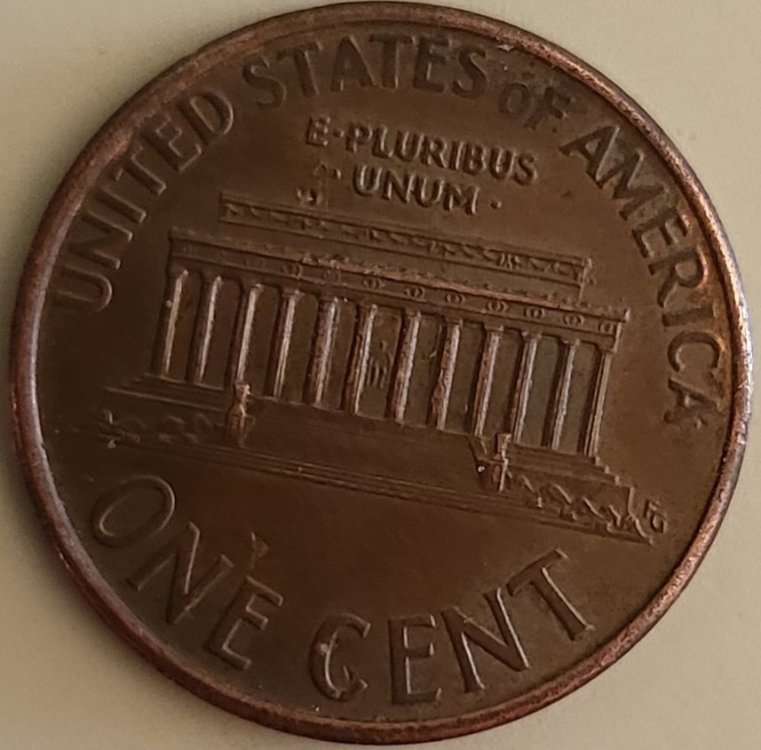 UNITED STATES OF AMERICA
E·PLURIBUS
·UNUM·
FG
ONE CENT